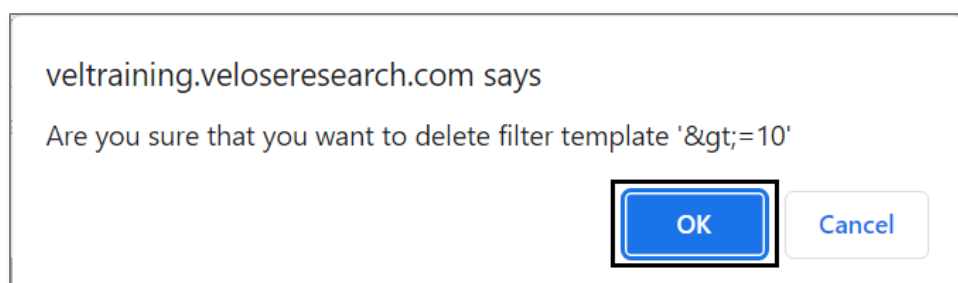 veltraining.veloseresearch.com says
Are you sure that you want to delete filter template '&gt;=10'
OK
Cancel